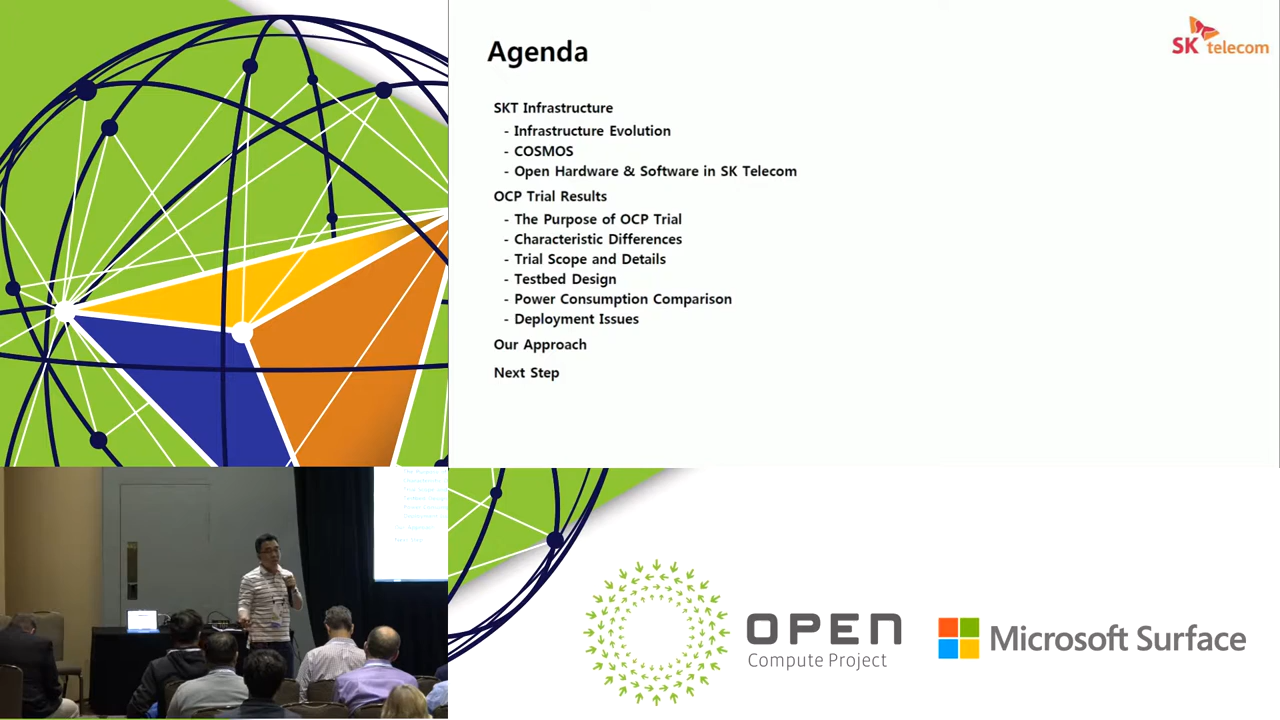 Agenda
SK telecom
SKT Infrastructure
- Infrastructure Evolution
- COSMOS
- Open Hardware & Software in SK Telecom
OCP Trial Results
- The Purpose of OCP Trial
- Characteristic Differences
- Trial Scope and Details
- Testbed Design
- Power Consumption Comparison
- Deployment Issues
Our Approach
Next Step
OPEN
Compute Project
Microsoft Surface